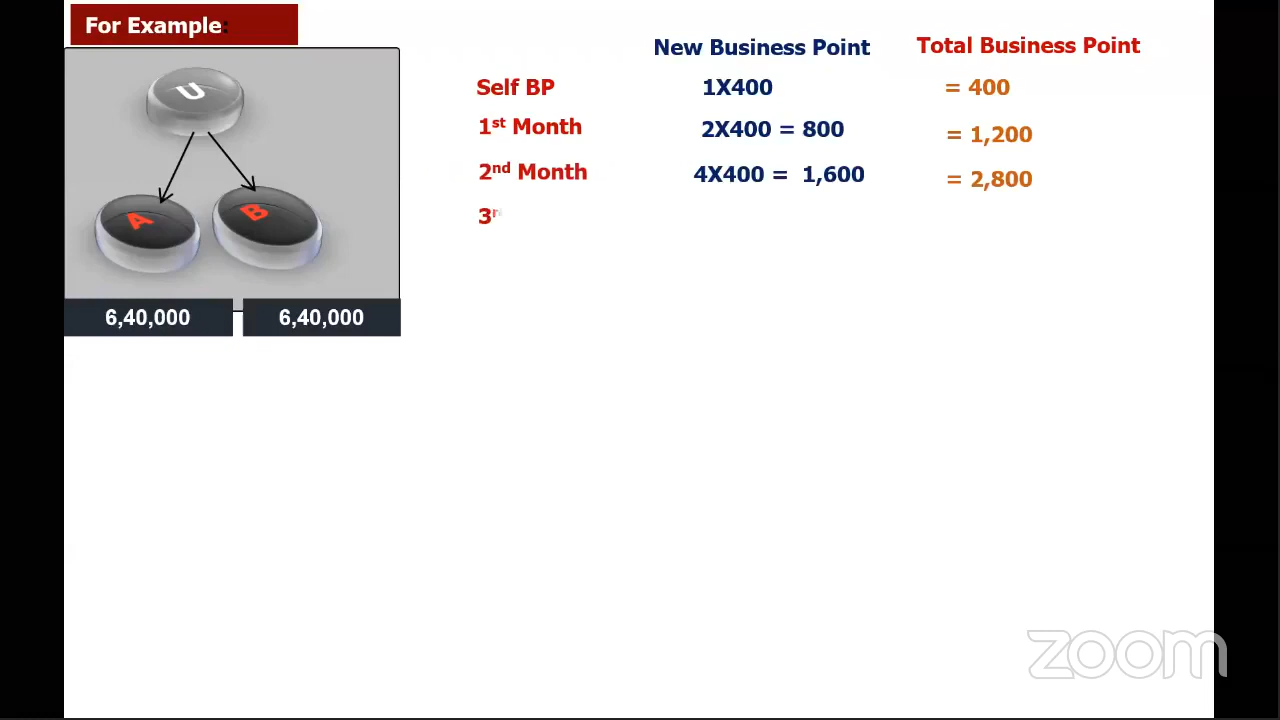 For Example:
New Business Point Total Business Point
Self BP 1X400 = 400
1st Month 2X400 = 800 = 1,200
2nd Month 4X400 = 1,600 = 2,800
3r
U
A B
6,40,000 6,40,000
zoom